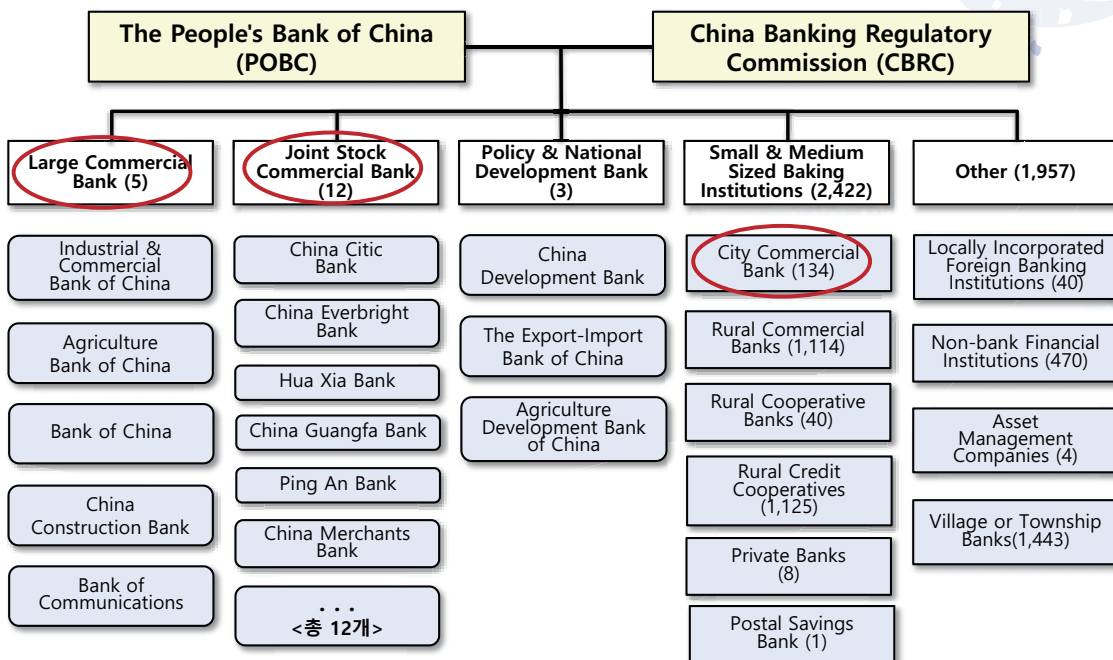 The People's Bank of China
(POBC)
China Banking Regulatory
Commission (CBRC)
Large Commercial
Bank (5)
Joint Stock
Commercial Bank
(12)
Policy & National
Development Bank
(3)
Small & Medium
Sized Baking
Institutions (2,422)
Other (1,957)
Industrial &
Commercial
Bank of China
Agriculture
Bank of China
Bank of China
China
Construction Bank
Bank of
Communications
China Citic
Bank
China Everbright
Bank
Hua Xia Bank
China Guangfa Bank
Ping An Bank
China Merchants
Bank
. . .
<총 12개>
China
Development Bank
The Export-Import
Bank of China
Agriculture
Development Bank
of China
City Commercial
Bank (134)
Rural Commercial
Banks (1,114)
Rural Cooperative
Banks (40)
Rural Credit
Cooperatives
(1,125)
Private Banks
(8)
Postal Savings
Bank (1)
Locally Incorporated
Foreign Banking
Institutions (40)
Non-bank Financial
Institutions (470)
Asset
Management
Companies (4)
Village or Township
Banks(1,443)